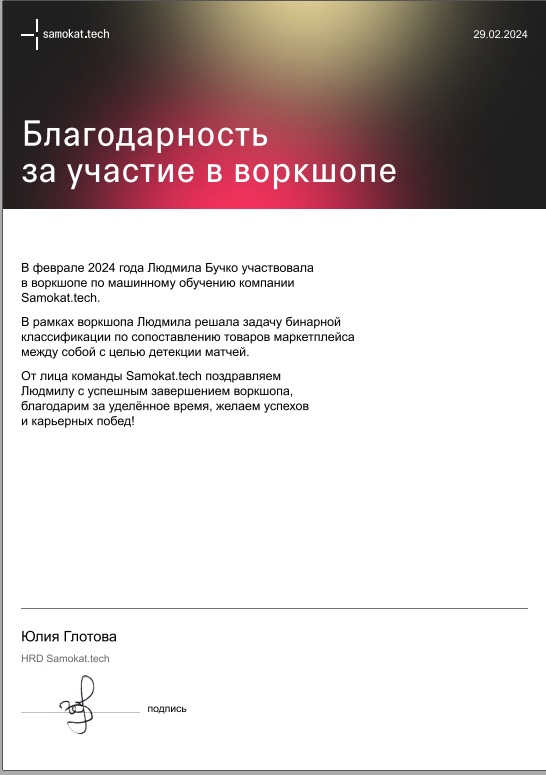 samokat.tech
29.02.2024
Благодарность
за участие в воркшопе
В феврале 2024 года Людмила Бучко участвовала
в воркшопе по машинному обучению компании
Samokat.tech.
В рамках воркшопа Людмила решала задачу бинарной
классификации по сопоставлению товаров маркетплейса
между собой с целью детекции матчей.
От лица команды Samokat.tech поздравляем
Людмилу с успешным завершением воркшопа,
благодарим за уделённое время, желаем успехов
и карьерных побед!
Юлия Глотова
HRD Samokat.tech
подпись